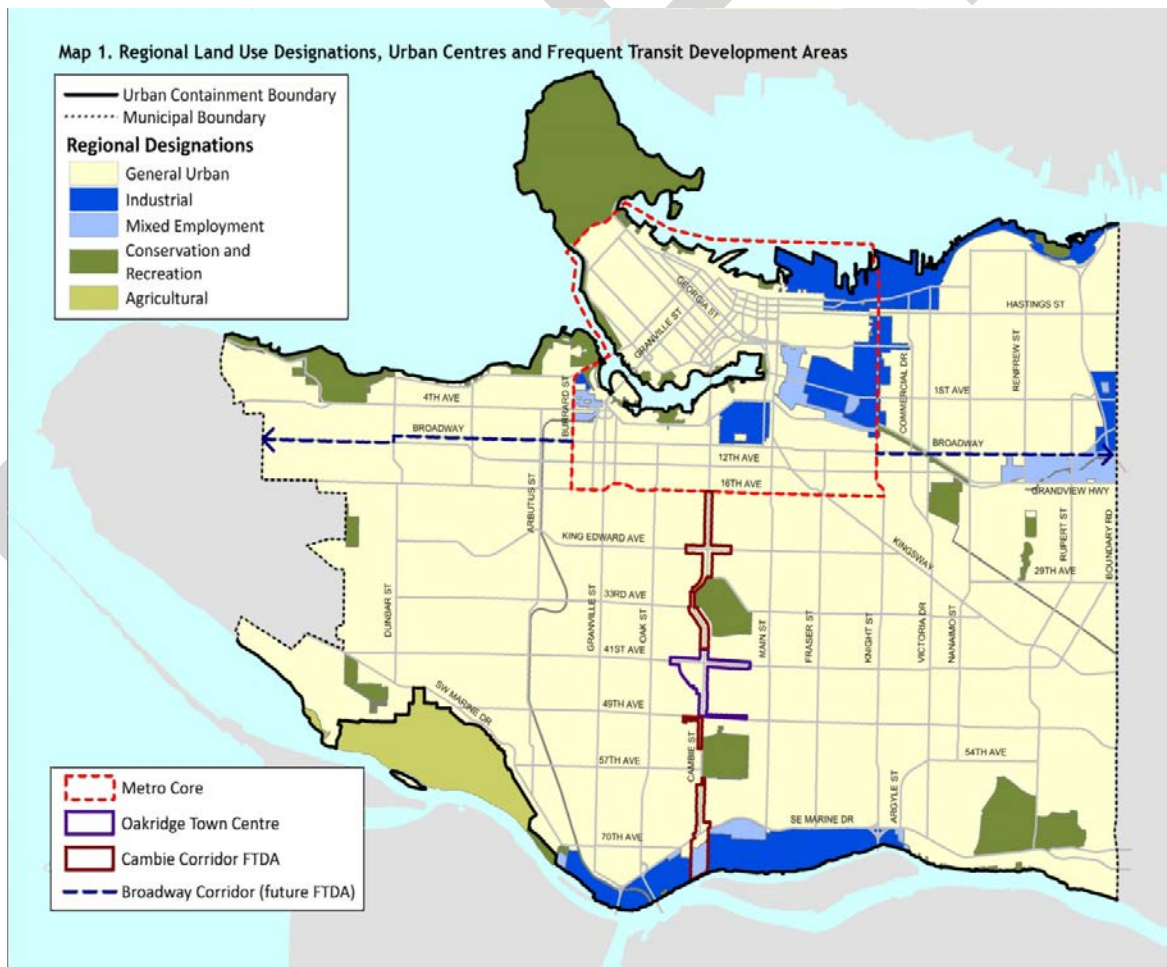 Map 1. Regional Land Use Designations, Urban Centres and Frequent Transit Development Areas
Urban Containment Boundary
Municipal Boundary
Regional Designations
General Urban
Industrial
Mixed Employment
Conservation and
Recreation
Agricultural
GEORGIA ST
GRANVILLE ST
HASTINGS ST
COMMERCIAL DR
RENFREW ST
1ST AVE
4TH AVE
BURRARD ST
BROADWAY
BROADWAY
12TH AVE
16TH AVE
GRANDVIEW HWY
ARBUTUS ST
KING EDWARD AVE
KINGSWAY
RUPERT ST
BOUNDARY RD
29TH AVE
DUNBAR ST
33RD AVE
GRANVILLE ST
OAK ST
MAIN ST
FRASER ST
KNIGHT ST
VICTORIA DR
NANAIMO ST
41ST AVE
SW MARINE DR
49TH AVE
CAMBIE ST
57TH AVE
54TH AVE
ARGYLE ST
SE MARINE DR
70TH AVE
Metro Core
Oakridge Town Centre
Cambie Corridor FTDA
Broadway Corridor (future FTDA)